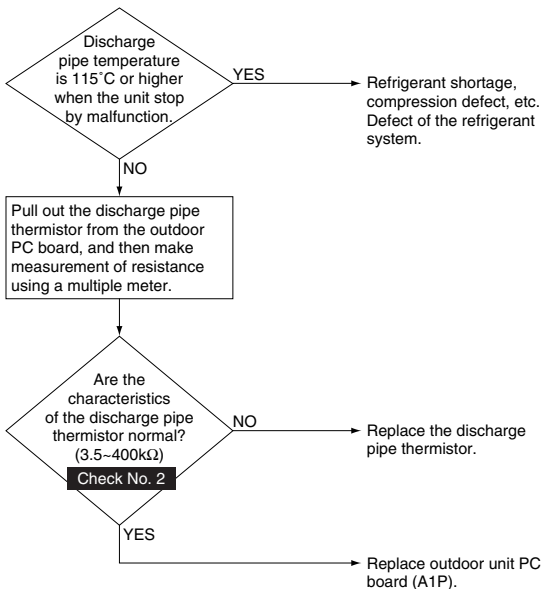 Discharge
pipe temperature
is 115˚C or higher
when the unit stop
by malfunction.
YES
Refrigerant shortage,
compression defect, etc.
Defect of the refrigerant
system.
NO
Pull out the discharge pipe
thermistor from the outdoor
PC board, and then make
measurement of resistance
using a multiple meter.
Are the
characteristics
of the discharge pipe
thermistor normal?
(3.5~400kΩ)
Check No. 2
NO
Replace the discharge
pipe thermistor.
YES
Replace outdoor unit PC
board (A1P).